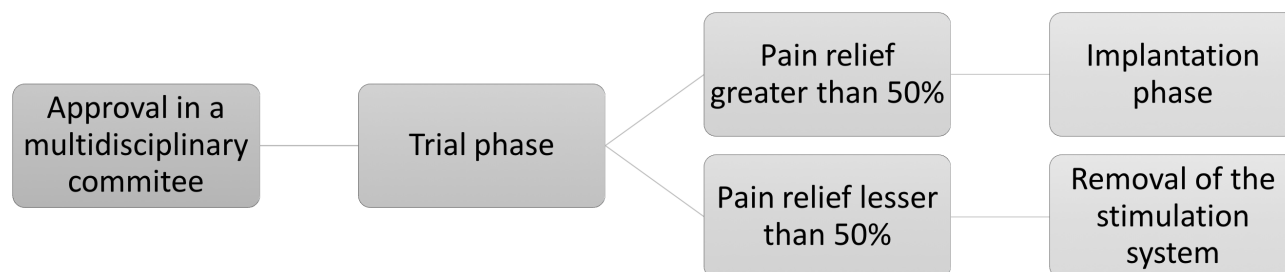 Approval in a
multidisciplinary
commitee
Trial phase
Pain relief
greater than 50%
Implantation
phase
Pain relief lesser
than 50%
Removal of the
stimulation
system